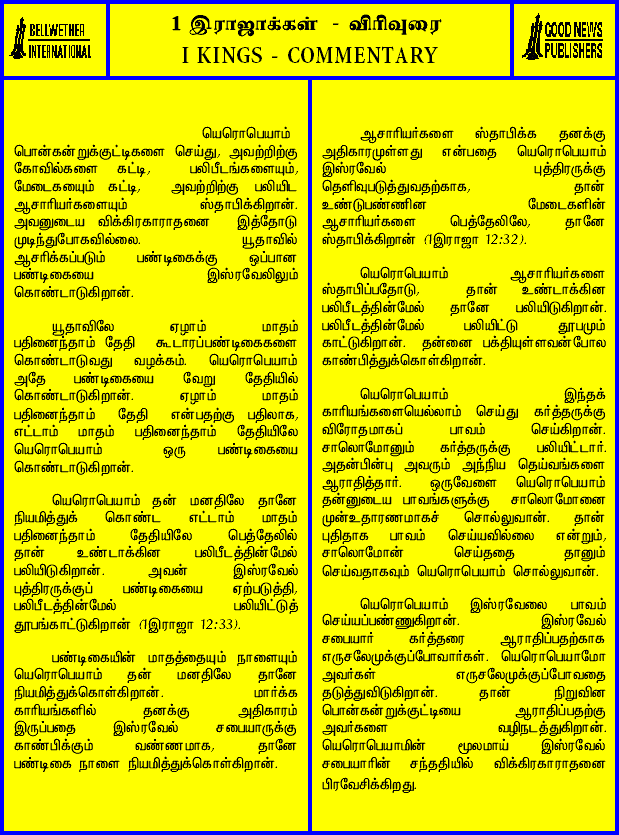 BELLWETHER
INTERNATIONAL
1 இராஜாக்கள் - விரிவுரை
I KINGS - COMMENTARY
GOOD NEWS
PUBLISHERS
யெரொபெயாம்
பொன்கன்றுக்குட்டிகளை செய்து, அவற்றிற்கு
கோவில்களை கட்டி, பலிபீடங்களையும்,
மேடைகயைும் கட்டி, அவற்றிற்கு பலியிட
ஆசாரியர்களையும் ஸ்தாபிக்கிறான்.
அவனுடைய விக்கிரகாராதனை இத்தோடு
முடிந்துபோகவில்லை. யூதாவில்
ஆசரிக்கப்படும் பண்டிகைக்கு ஒப்பான
பண்டிகையை இஸ்ரவேலிலும்
கொண்டாடுகிறான்.
யூதாவிலே ஏழாம் மாதம்
பதினைந்தாம் தேதி கூடாரப்பண்டிகைகளை
கொண்டாடுவது வழக்கம். யெரொபெயாம்
அதே பண்டிகையை வேறு தேதியில்
கொண்டாடுகிறான். ஏழாம் மாதம்
பதினைந்தாம் தேதி என்பதற்கு பதிலாக,
எட்டாம் மாதம் பதினைந்தாம் தேதியிலே
யெரொபெயாம் ஒரு பண்டிகையை
கொண்டாடுகிறான்.
யெரொபெயாம் தன் மனதிலே தானே
நியமித்துக் கொண்ட எட்டாம் மாதம்
பதினைந்தாம் தேதியிலே பெத்தேலில்
தான் உண்டாக்கின பலிபீடத்தின்மேல்
பலியிடுகிறான். அவன் இஸ்ரவேல்
புத்திரருக்குப் பண்டிகையை ஏற்படுத்தி,
பலிபீடத்தின்மேல் பலியிட்டுத்
தூபங்காட்டுகிறான் (1இராஜா 12:33).
பண்டிகையின் மாதத்தையும் நாளையும்
யெரொபெயாம் தன் மனதிலே தானே
நியமித்துக்கொள்கிறான். மார்க்க
காரியங்களில் தனக்கு அதிகாரம்
இருப்பதை இஸ்ரவேல் சபையாருக்கு
காண்பிக்கும் வண்ணமாக, தானே
பண்டிகை நாளை நியமித்துக்கொள்கிறான்.
ஆசாரியர்களை ஸ்தாபிக்க தனக்கு
அதிகாரமுள்ளது என்பதை யெரொபெயாம்
இஸ்ரவேல் புத்திரருக்கு
தெளிவுபடுத்துவதற்காக, தான்
உண்டுபண்ணின மேடைகளின்
ஆசாரியர்களை பெத்தேலிலே, தானே
ஸ்தாபிக்கிறான் (1இராஜா 12:32).
யெரொபெயாம் ஆசாரியர்களை
ஸ்தாபிப்பதோடு, தான் உண்டாக்கின
பலிபீடத்தின்மேல் தானே பலியிடுகிறான்.
பலிபீடத்தின்மேல் பலியிட்டு தூபமும்
காட்டுகிறான். தன்னை பக்தியுள்ளவன்போல
காண்பித்துக்கொள்கிறான்.
யெரொபெயாம் இந்தக்
காரியங்களையெல்லாம் செய்து கர்த்தருக்கு
விரோதமாகப் பாவம் செய்கிறான்.
சாலொமோனும் கர்த்தருக்கு பலியிட்டார்.
அதன்பின்பு அவரும் அந்நிய தெய்வங்களை
ஆராதித்தார். ஒருவேளை யெரொபெயாம்
தன்னுடைய பாவங்களுக்கு சாலொமோனை
முன்உதாரணமாகச் சொல்லுவான். தான்
புதிதாக பாவம் செய்யவில்லை என்றும்,
சாலொமோன் செய்ததை தானும்
செய்வதாகவும் யெரொபெயாம் சொல்லுவான்.
யெரொபெயாம் இஸ்ரவேலை பாவம்
செய்யப்பண்ணுகிறான். இஸ்ரவேல்
சபையார் கர்த்தரை ஆராதிப்பதற்காக
எருசலேமுக்குப்போவார்கள். யெரொபெயாமோ
அவர்கள் எருசலேமுக்குப்போவதை
தடுத்துவிடுகிறான். தான் நிறுவின
பொன்கன்றுக்குட்டியை ஆராதிப்பதற்கு
அவர்களை வழிநடத்துகிறான்.
யெரொபெயாமின் மூலமாய் இஸ்ரவேல்
சபையாரின் சந்ததியில் விக்கிரகாராதனை
பிரவேசிக்கிறது.